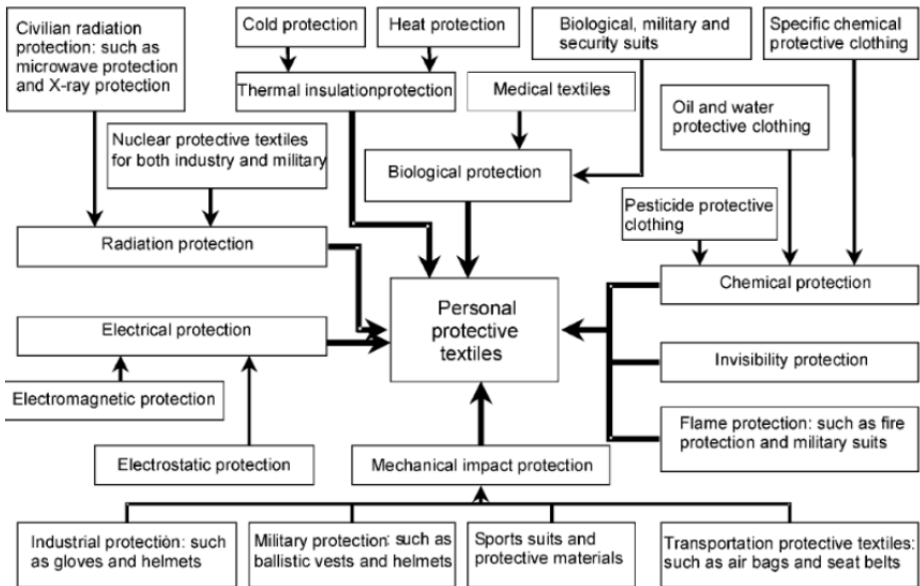 Civilian radiation
protection: such as
microwave protection
and X-ray protection
Cold protection
Heat protection
Biological, military and
security suits
Specific chemical
protective clothing
Thermal insulationprotection
Medical textiles
Oil and water
protective clothing
Nuclear protective textiles
for both industry and military
Biological protection
Pesticide protective
clothing
Radiation protection
Chemical protection
Personal
protective
textiles
Electrical protection
Invisibility protection
Electromagnetic protection
Flame protection: such as fire
protection and military suits
Electrostatic protection
Mechanical impact protection
Industrial protection: such
as gloves and helmets
Military protection: such as
ballistic vests and helmets
Sports suits and
protective materials
Transportation protective textiles:
such as air bags and seat belts